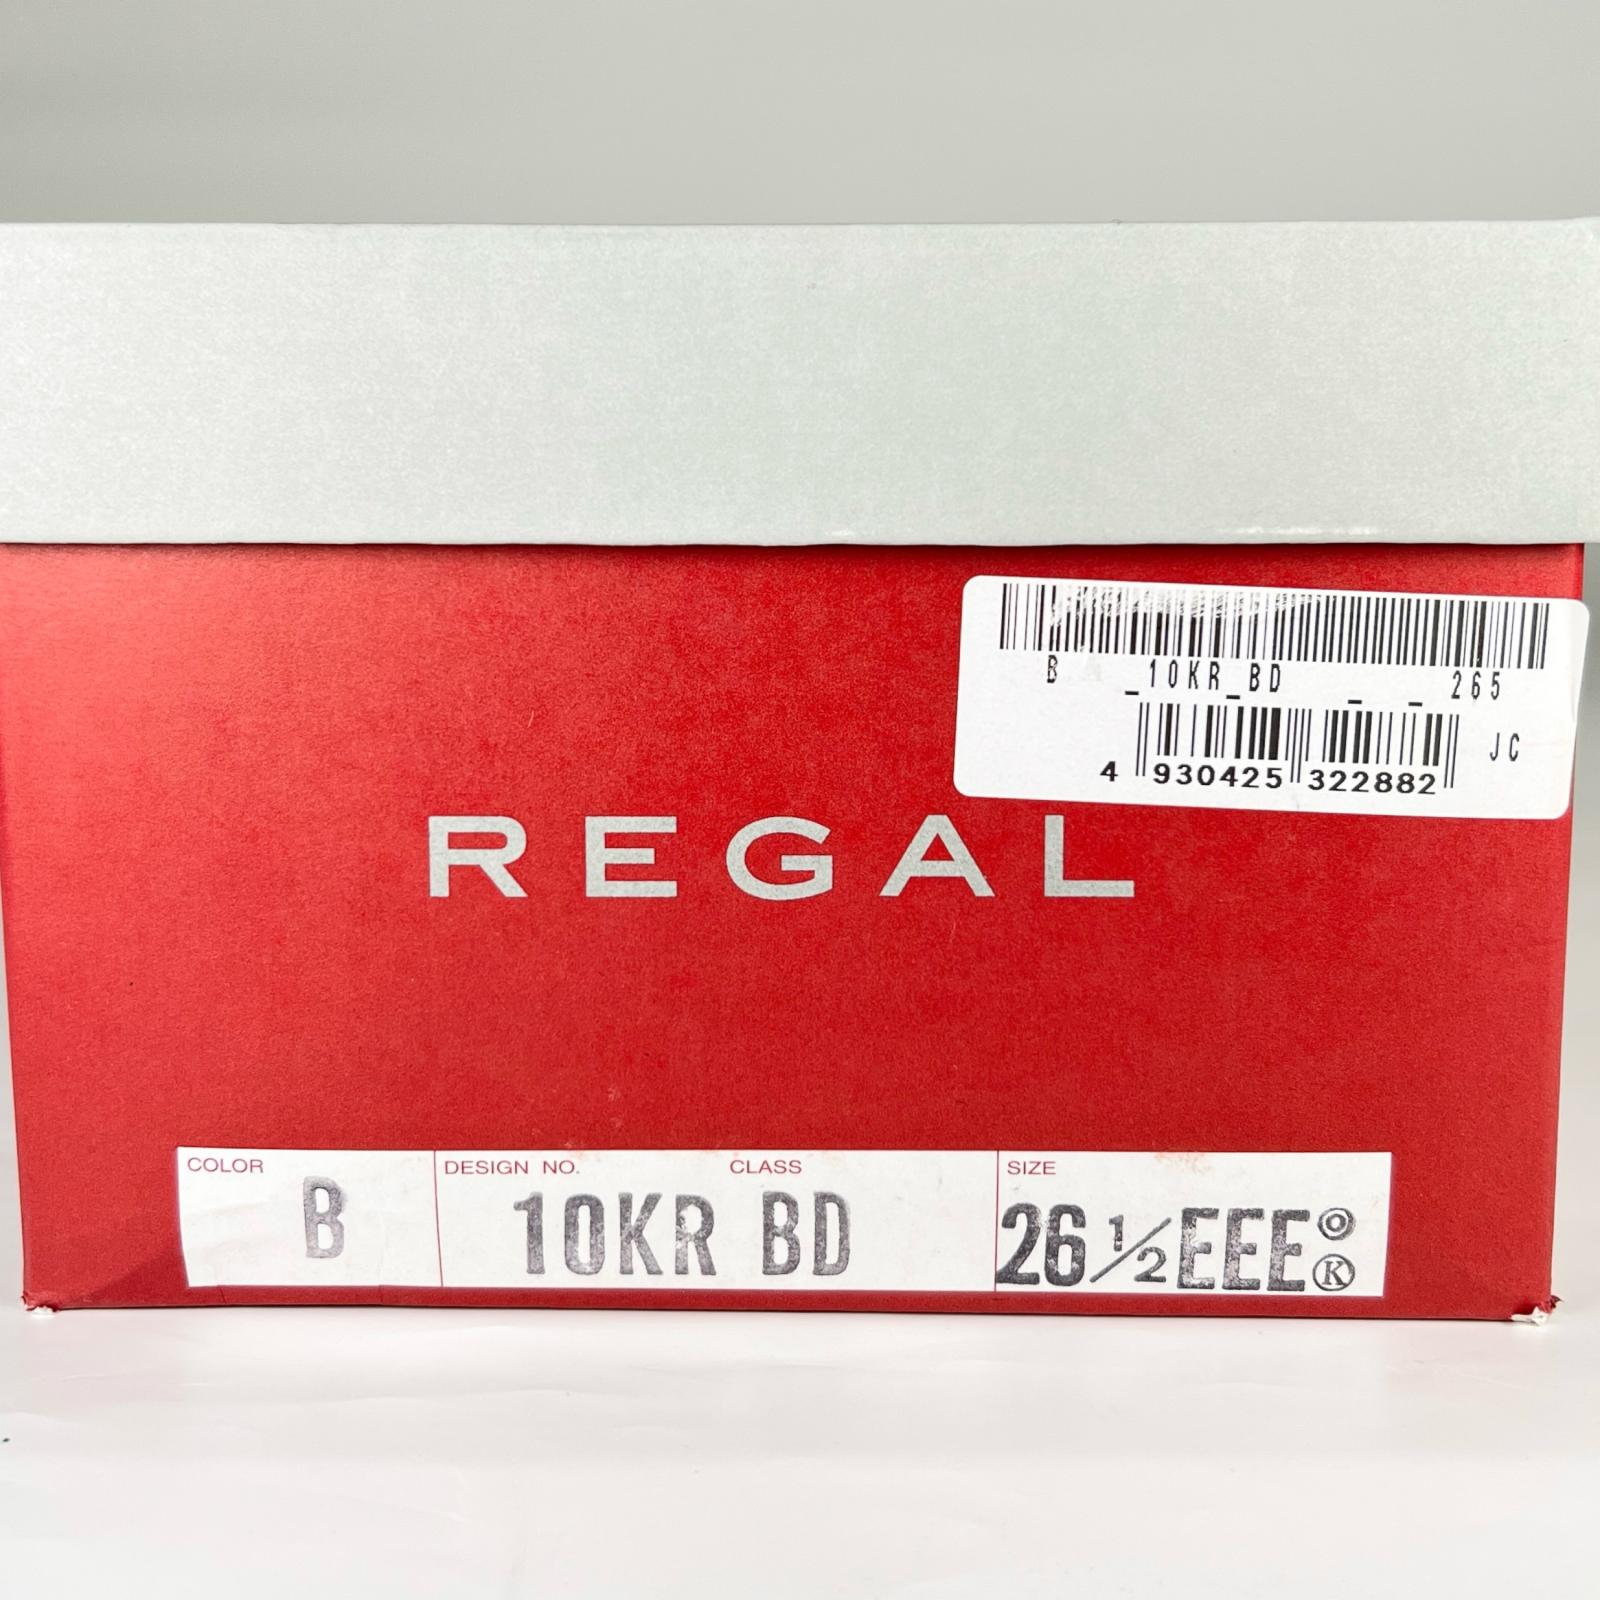 B _10KR_BD _ _ 265
JC
4 930425 322882
REGAL
COLOR DESIGN NO. CLASS SIZE
B 10KR BD 26 1/2 EEE ◎ Ⓚ